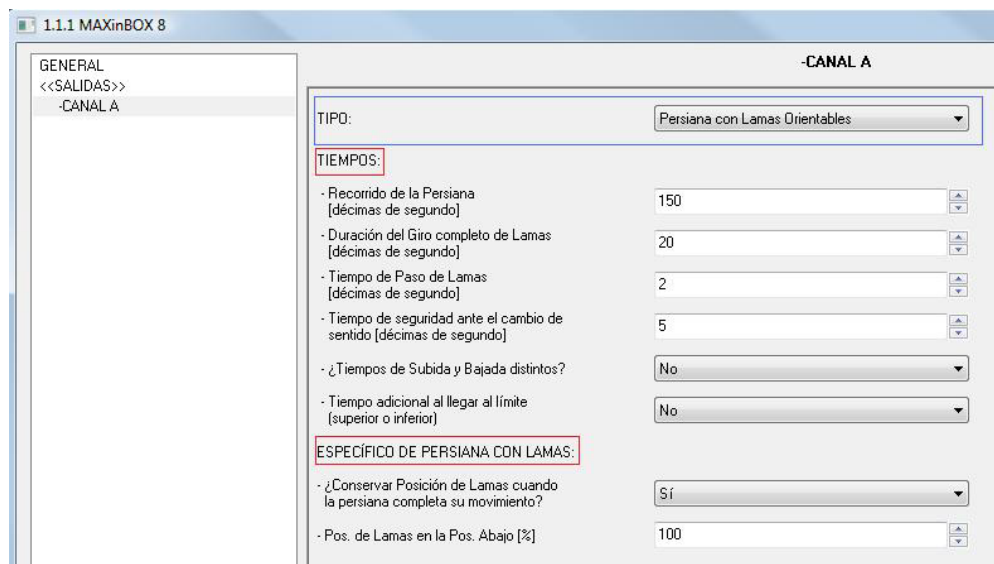 1.1.1 MAXinBOX 8
GENERAL
<<SALIDAS>>
-CANAL A
-CANAL A
TIPO:
Persiana con Lamas Orientables
TIEMPOS:
- Recorrido de la Persiana
[décimas de segundo]
150
- Duración del Giro completo de Lamas
[décimas de segundo]
20
- Tiempo de Paso de Lamas
[décimas de segundo]
2
- Tiempo de seguridad ante el cambio de
sentido [décimas de segundo]
5
- ¿Tiempos de Subida y Bajada distintos?
No
- Tiempo adicional al llegar al límite
(superior o inferior)
No
ESPECÍFICO DE PERSIANA CON LAMAS:
- ¿Conservar Posición de Lamas cuando
la persiana completa su movimiento?
Sí
- Pos. de Lamas en la Pos. Abajo [%]
100